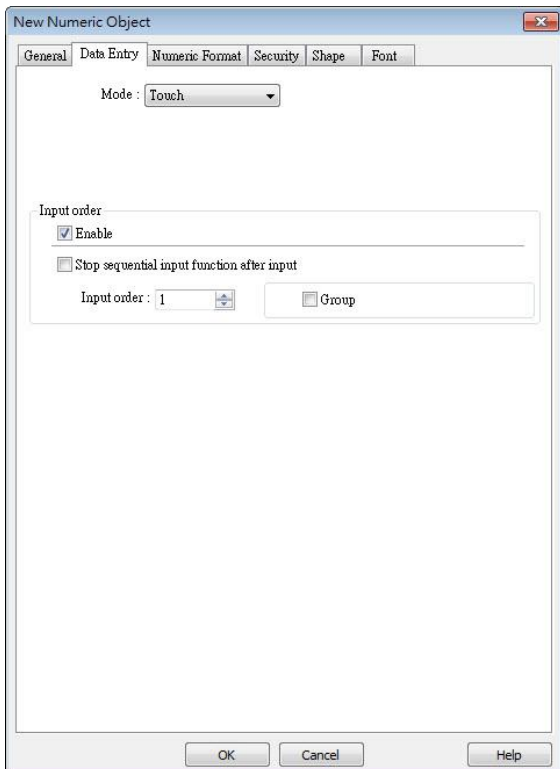 New Numeric Object
General Data Entry Numeric Format Security Shape Font
Mode : Touch
Input order
Enable
Stop sequential input function after input
Input order : 1 Group
OK Cancel Help